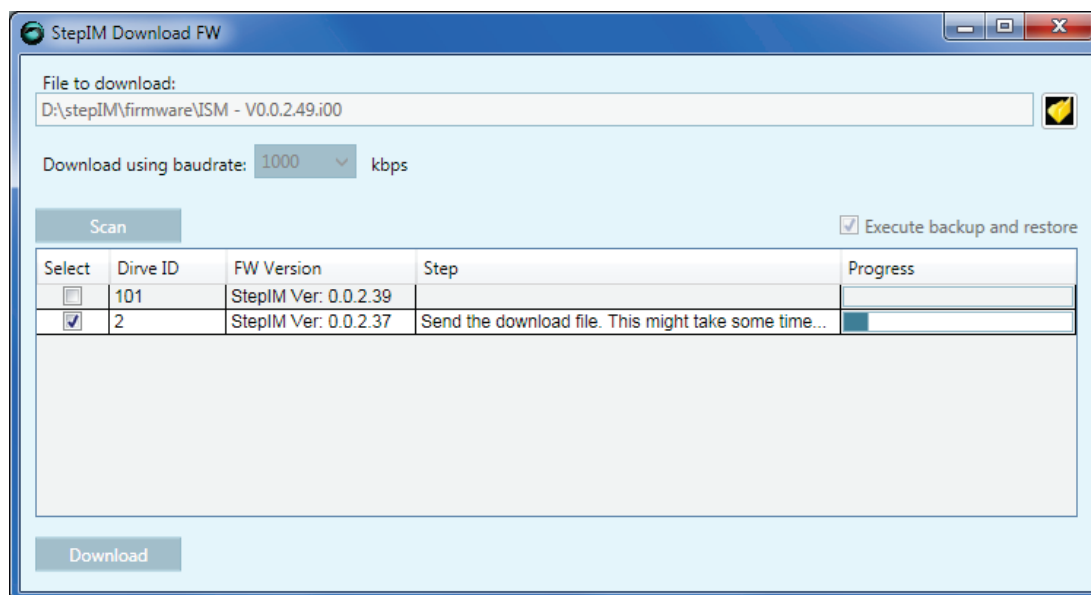 StepIM Download FW
File to download:
D:\stepIM\firmware\ISM - V0.0.2.49.i00
Download using baudrate: 1000 kbps
Scan Execute backup and restore
Select Dirve ID FW Version Step Progress
101 StepIM Ver: 0.0.2.39
2 StepIM Ver: 0.0.2.37 Send the download file. This might take some time...
Download